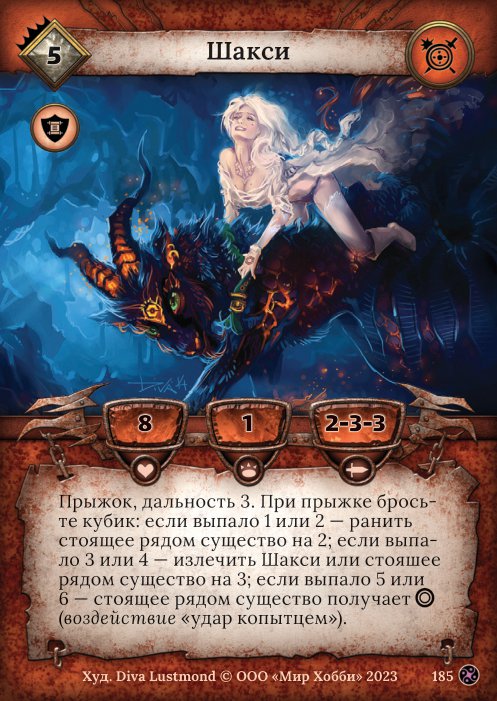 5
Шакси
DIVA
8
1
2-3-3
Прыжок, дальность 3. При прыжке брось-
те кубик: если выпало 1 или 2 — ранить
стоящее рядом существо на 2; если выпа-
ло 3 или 4 — излечить Шакси или стояшее
рядом существо на 3; если выпало 5 или
6 — стоящее рядом существо получает
(воздействие «удар копытцем»).
Худ. Diva Lustmond © ООО «Мир Хобби» 2023
185